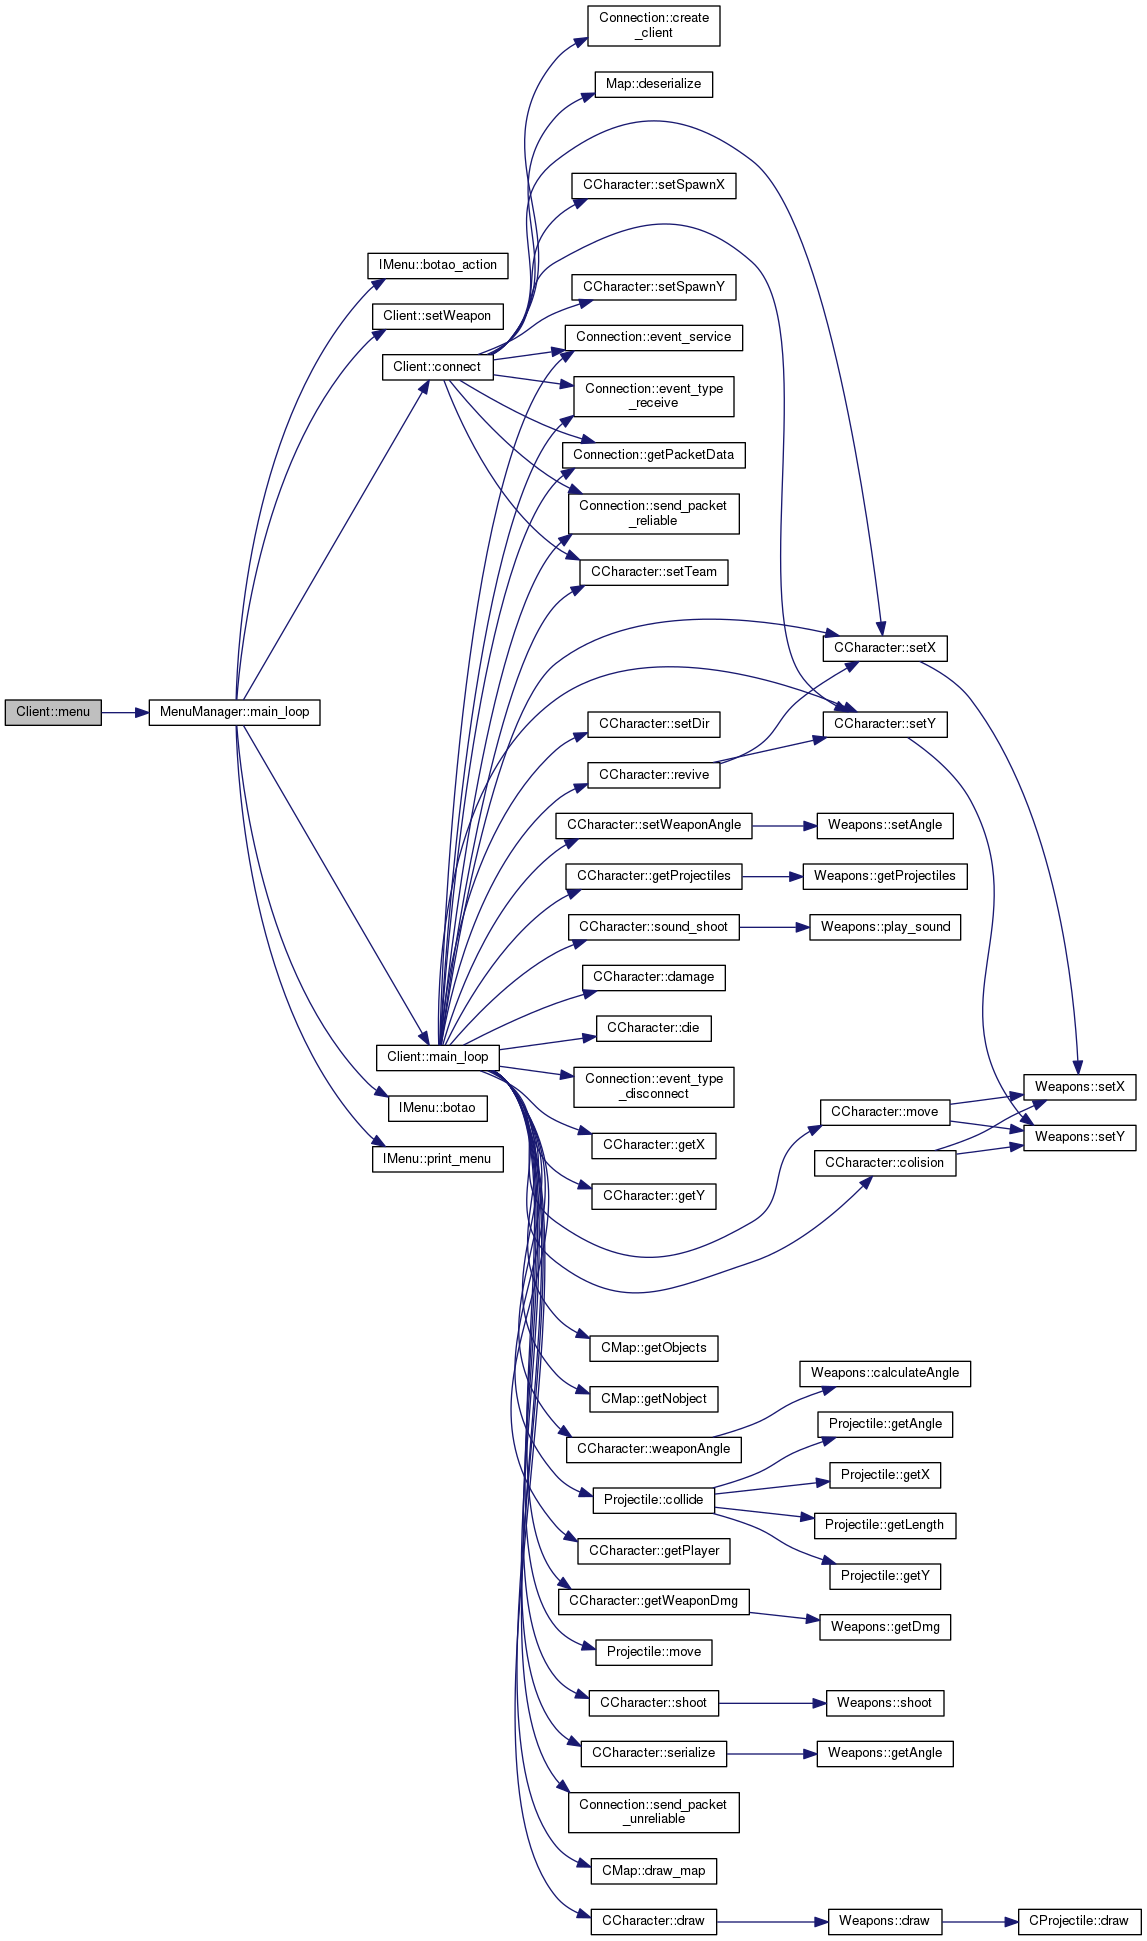 Connection::create
_client
Map::deserialize
CCharacter::setSpawnX
IMenu::botao_action
CCharacter::setSpawnY
Client::setWeapon
Connection::event_service
Client::connect
Connection::event_type
_receive
Connection::getPacketData
Connection::send_packet
_reliable
CCharacter::setTeam
CCharacter::setX
Client::menu
MenuManager::main_loop
CCharacter::setDir
CCharacter::setY
CCharacter::revive
CCharacter::setWeaponAngle
Weapons::setAngle
CCharacter::getProjectiles
Weapons::getProjectiles
CCharacter::sound_shoot
Weapons::play_sound
CCharacter::damage
CCharacter::die
Client::main_loop
Connection::event_type
_disconnect
Weapons::setX
IMenu::botao
CCharacter::move
CCharacter::getX
Weapons::setY
IMenu::print_menu
CCharacter::colision
CCharacter::getY
CMap::getObjects
Weapons::calculateAngle
CMap::getNobject
Projectile::getAngle
CCharacter::weaponAngle
Projectile::getX
Projectile::collide
Projectile::getLength
CCharacter::getPlayer
Projectile::getY
CCharacter::getWeaponDmg
Weapons::getDmg
Projectile::move
CCharacter::shoot
Weapons::shoot
CCharacter::serialize
Weapons::getAngle
Connection::send_packet
_unreliable
CMap::draw_map
CCharacter::draw
Weapons::draw
CProjectile::draw